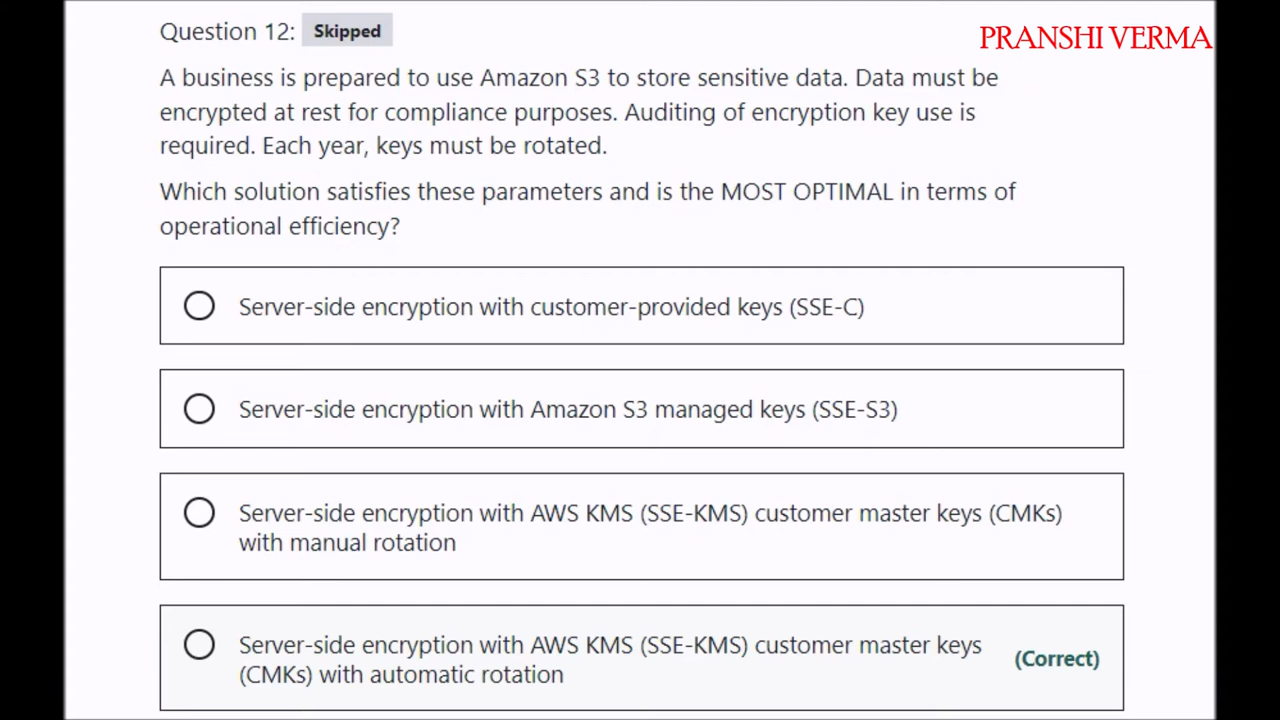 Question 12: Skipped
PRANSHI VERMA
A business is prepared to use Amazon S3 to store sensitive data. Data must be
encrypted at rest for compliance purposes. Auditing of encryption key use is
required. Each year, keys must be rotated.
Which solution satisfies these parameters and is the MOST OPTIMAL in terms of
operational efficiency?
Server-side encryption with customer-provided keys (SSE-C)
Server-side encryption with Amazon S3 managed keys (SSE-S3)
Server-side encryption with AWS KMS (SSE-KMS) customer master keys (CMKs)
with manual rotation
Server-side encryption with AWS KMS (SSE-KMS) customer master keys
(CMKs) with automatic rotation
(Correct)